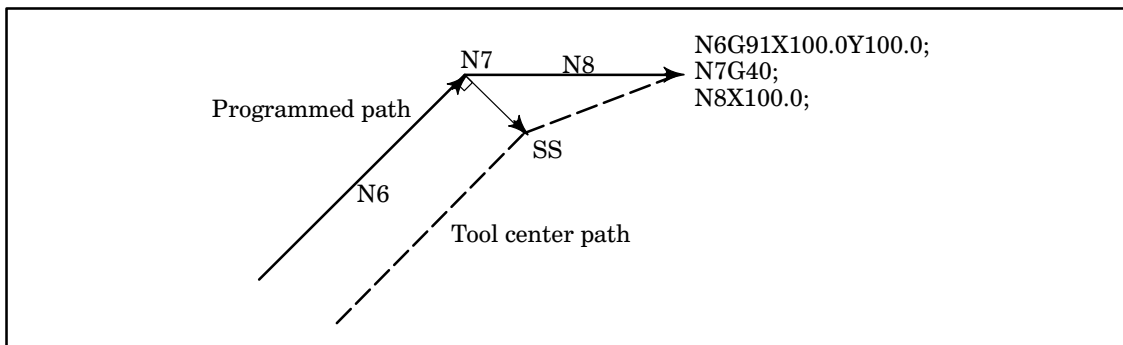 N6G91X100.0Y100.0;
N7G40;
N8X100.0;
N7
N8
Programmed path
SS
N6
Tool center path